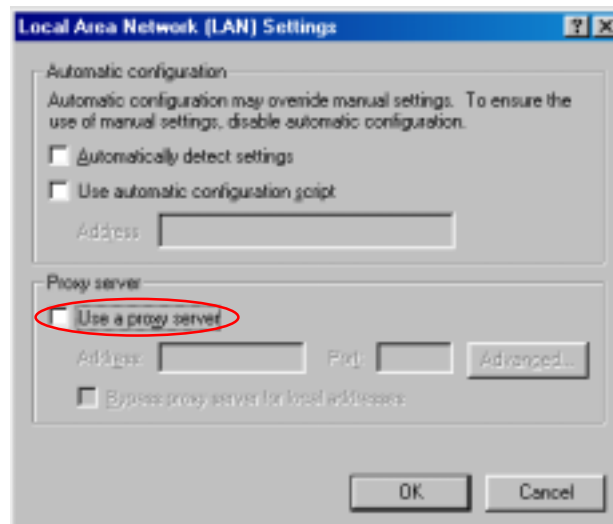 Local Area Network (LAN) Settings
Automatic configuration
Automatic configuration may override manual settings. To ensure the
use of manual settings, disable automatic configuration.
Automatically detect settings
Use automatic configuration script
Address
Proxy server
Use a proxy server
Address: Port: Advanced...
Bypass proxy server for local addresses
OK Cancel